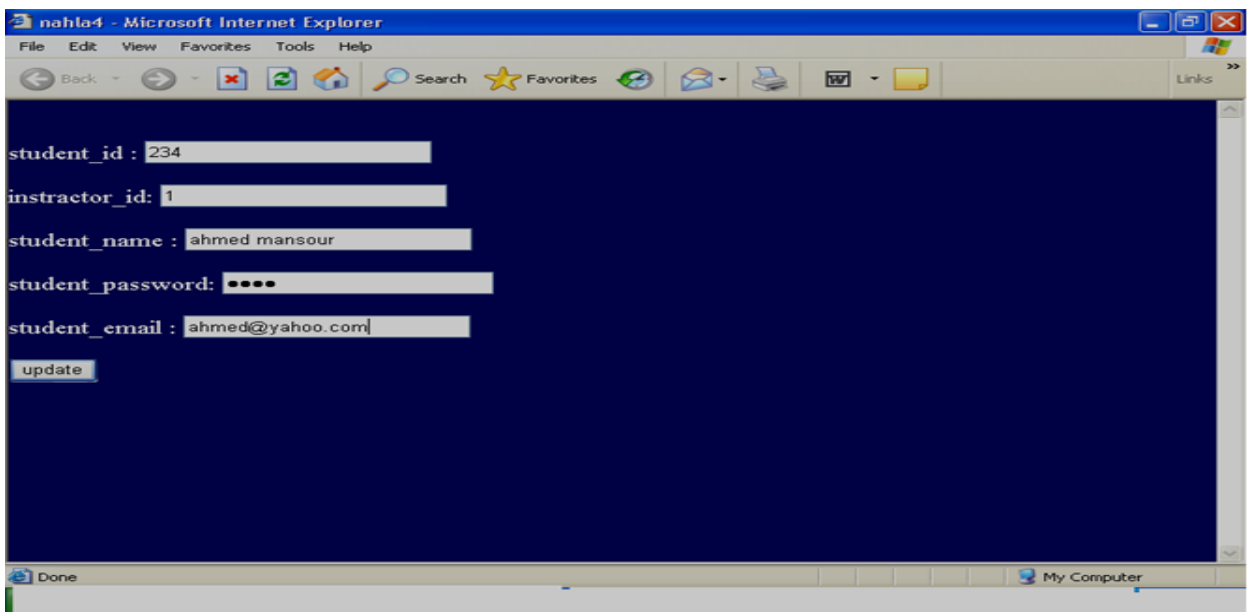 nahla4 - Microsoft Internet Explorer
File Edit View Favorites Tools Help
Back Search Favorites Links
student_id : 234
instractor_id: 1
student_name : ahmed mansour
student_password: ●●●●
student_email : ahmed@yahoo.com
update
Done My Computer